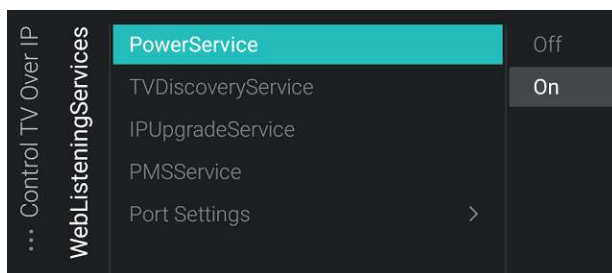 ... Control TV Over IP
WebListeningServices
PowerService
TVDiscoveryService
IPUpgradeService
PMSService
Port Settings >
Off
On